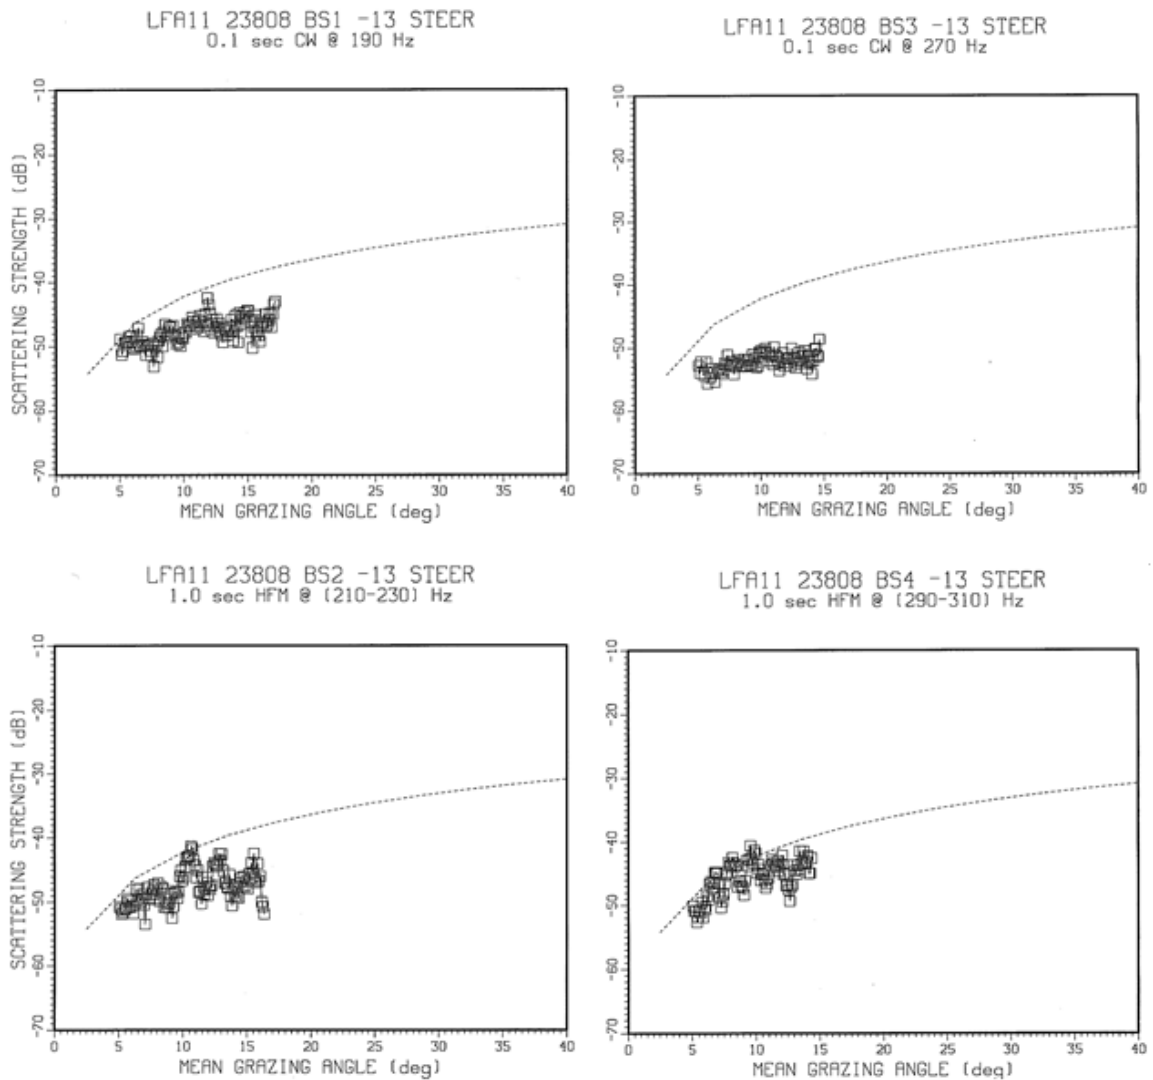 LFA11 23808 BS1 -13 STEER
0.1 sec CW @ 190 Hz
SCATTERING STRENGTH (dB)
-10
-20
-30
-40
-50
-60
-70
0 5 10 15 20 25 30 35 40
MEAN GRAZING ANGLE (deg)
LFA11 23808 BS3 -13 STEER
0.1 sec CW @ 270 Hz
-10
-20
-30
-40
-50
-60
-70
0 5 10 15 20 25 30 35 40
MEAN GRAZING ANGLE (deg)
LFA11 23808 BS2 -13 STEER
1.0 sec HFM @ (210-230) Hz
SCATTERING STRENGTH (dB)
-10
-20
-30
-40
-50
-60
-70
0 5 10 15 20 25 30 35 40
MEAN GRAZING ANGLE (deg)
LFA11 23808 BS4 -13 STEER
1.0 sec HFM @ (290-310) Hz
-10
-20
-30
-40
-50
-60
-70
0 5 10 15 20 25 30 35 40
MEAN GRAZING ANGLE (deg)